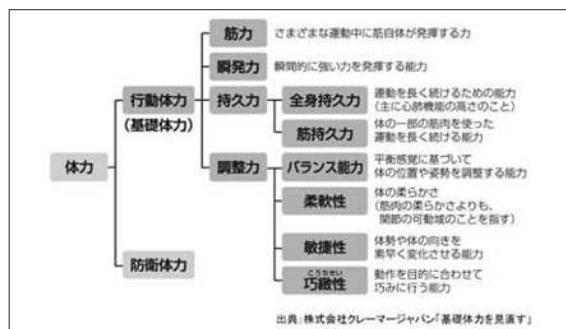 筋力 さまざまな運動中に筋自体が発揮する力
瞬発力 瞬間的に強い力を発揮する能力
行動体力
(基礎体力)
持久力
全身持久力 運動を長く続けるための能力
(主に心肺機能の高さのこと)
筋持久力 体の一部の筋肉を使った
運動を長く続ける能力
体力
調整力
バランス能力 平衡感覚に基づいて
体の位置や姿勢を調整する能力
柔軟性 体の柔らかさ
(筋肉の柔らかさよりも、
関節の可動域のことを指す)
防衛体力
敏捷性 体勢や体の向きを
素早く変化させる能力
こうちせい
巧緻性 動作を目的に合わせて
巧みに行う能力
出典:株式会社クレーマージャパン「基礎体力を見直す」